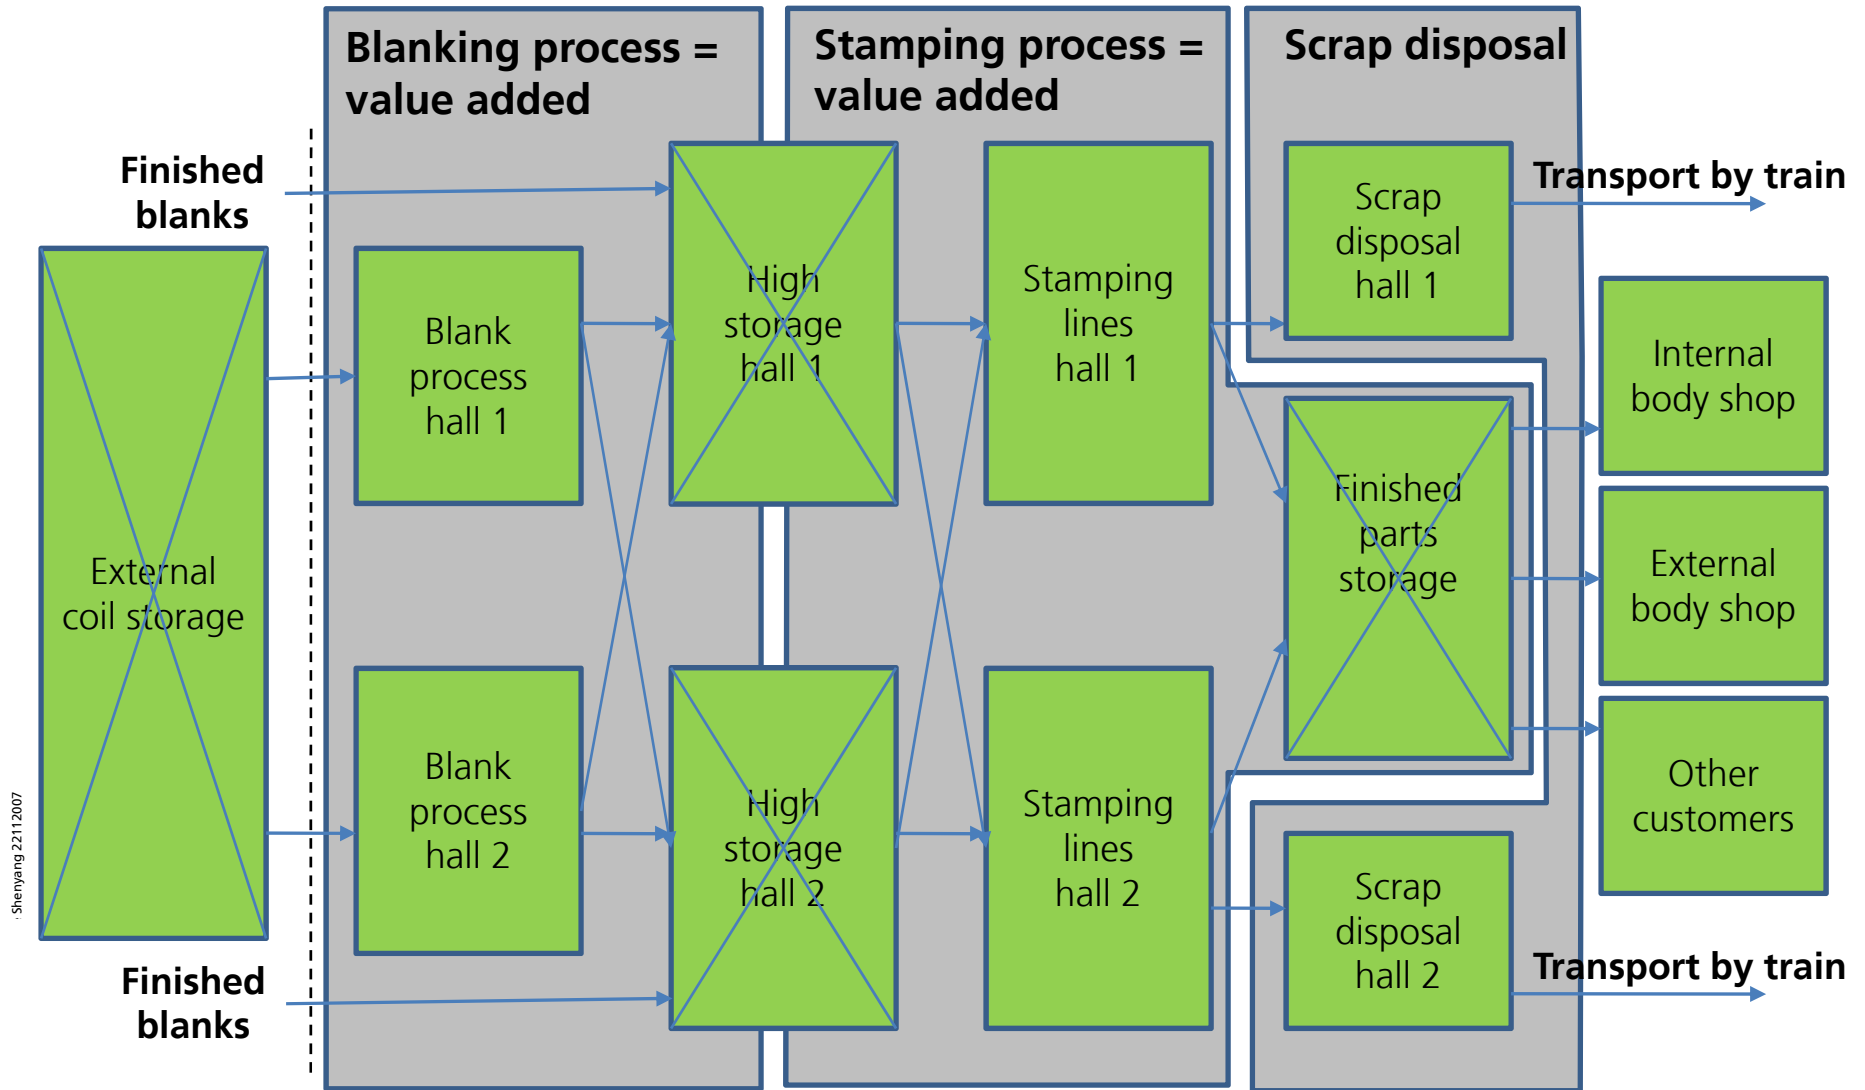 Blanking process =
value added
Stamping process =
value added
Scrap disposal
Finished
blanks
Transport by train
External
coil storage
Blank
process
hall 1
High
storage
hall 1
Stamping
lines
hall 1
Scrap
disposal
hall 1
Internal
body shop
Finished
parts
storage
External
body shop
Blank
process
hall 2
High
storage
hall 2
Stamping
lines
hall 2
Other
customers
Scrap
disposal
hall 2
Finished
blanks
Transport by train
Shenyang 22112007